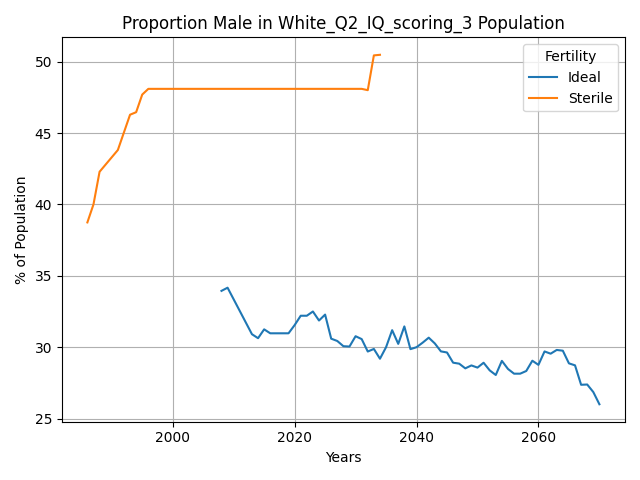 Proportion Male in White_Q2_IQ_scoring_3 Population
% of Population
50
45
40
35
30
25
Fertility
Ideal
Sterile
2000
2020
2040
2060
Years